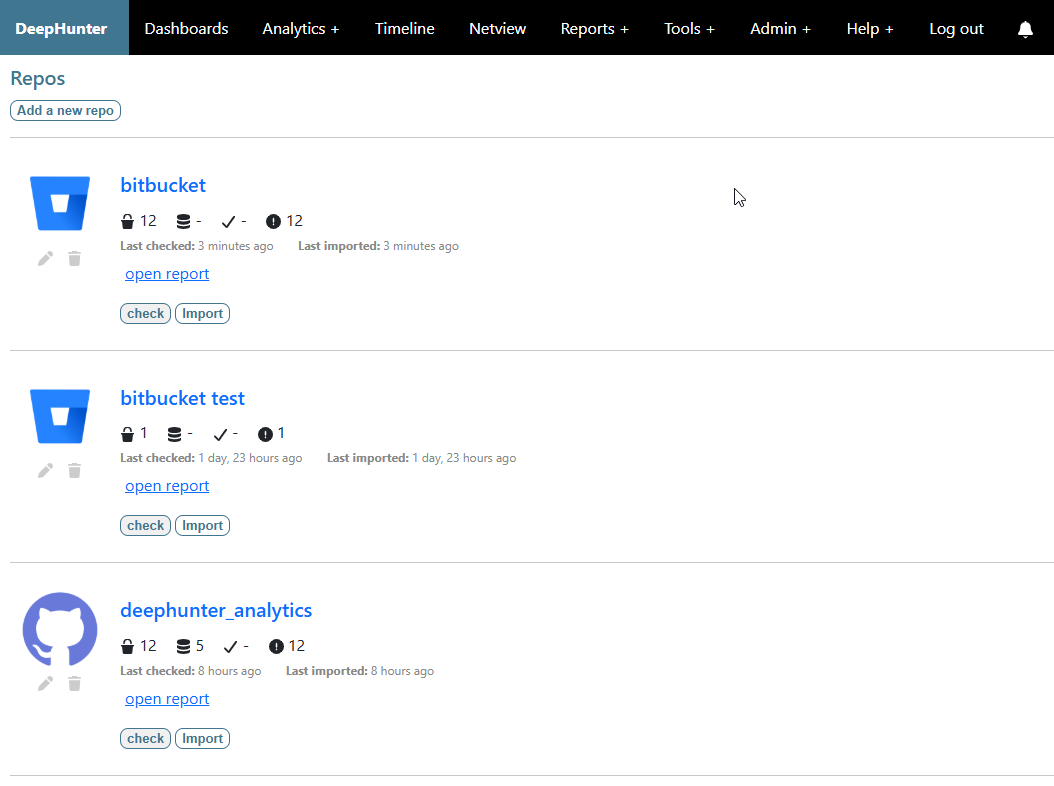 DeepHunter Dashboards Analytics + Timeline Netview Reports + Tools + Admin + Help + Log out
Repos
Add a new repo
bitbucket
12 - - 12
Last checked: 3 minutes ago Last imported: 3 minutes ago
open report
check Import
bitbucket test
1 - - 1
Last checked: 1 day, 23 hours ago Last imported: 1 day, 23 hours ago
open report
check Import
deephunter_analytics
12 5 - 12
Last checked: 8 hours ago Last imported: 8 hours ago
open report
check Import